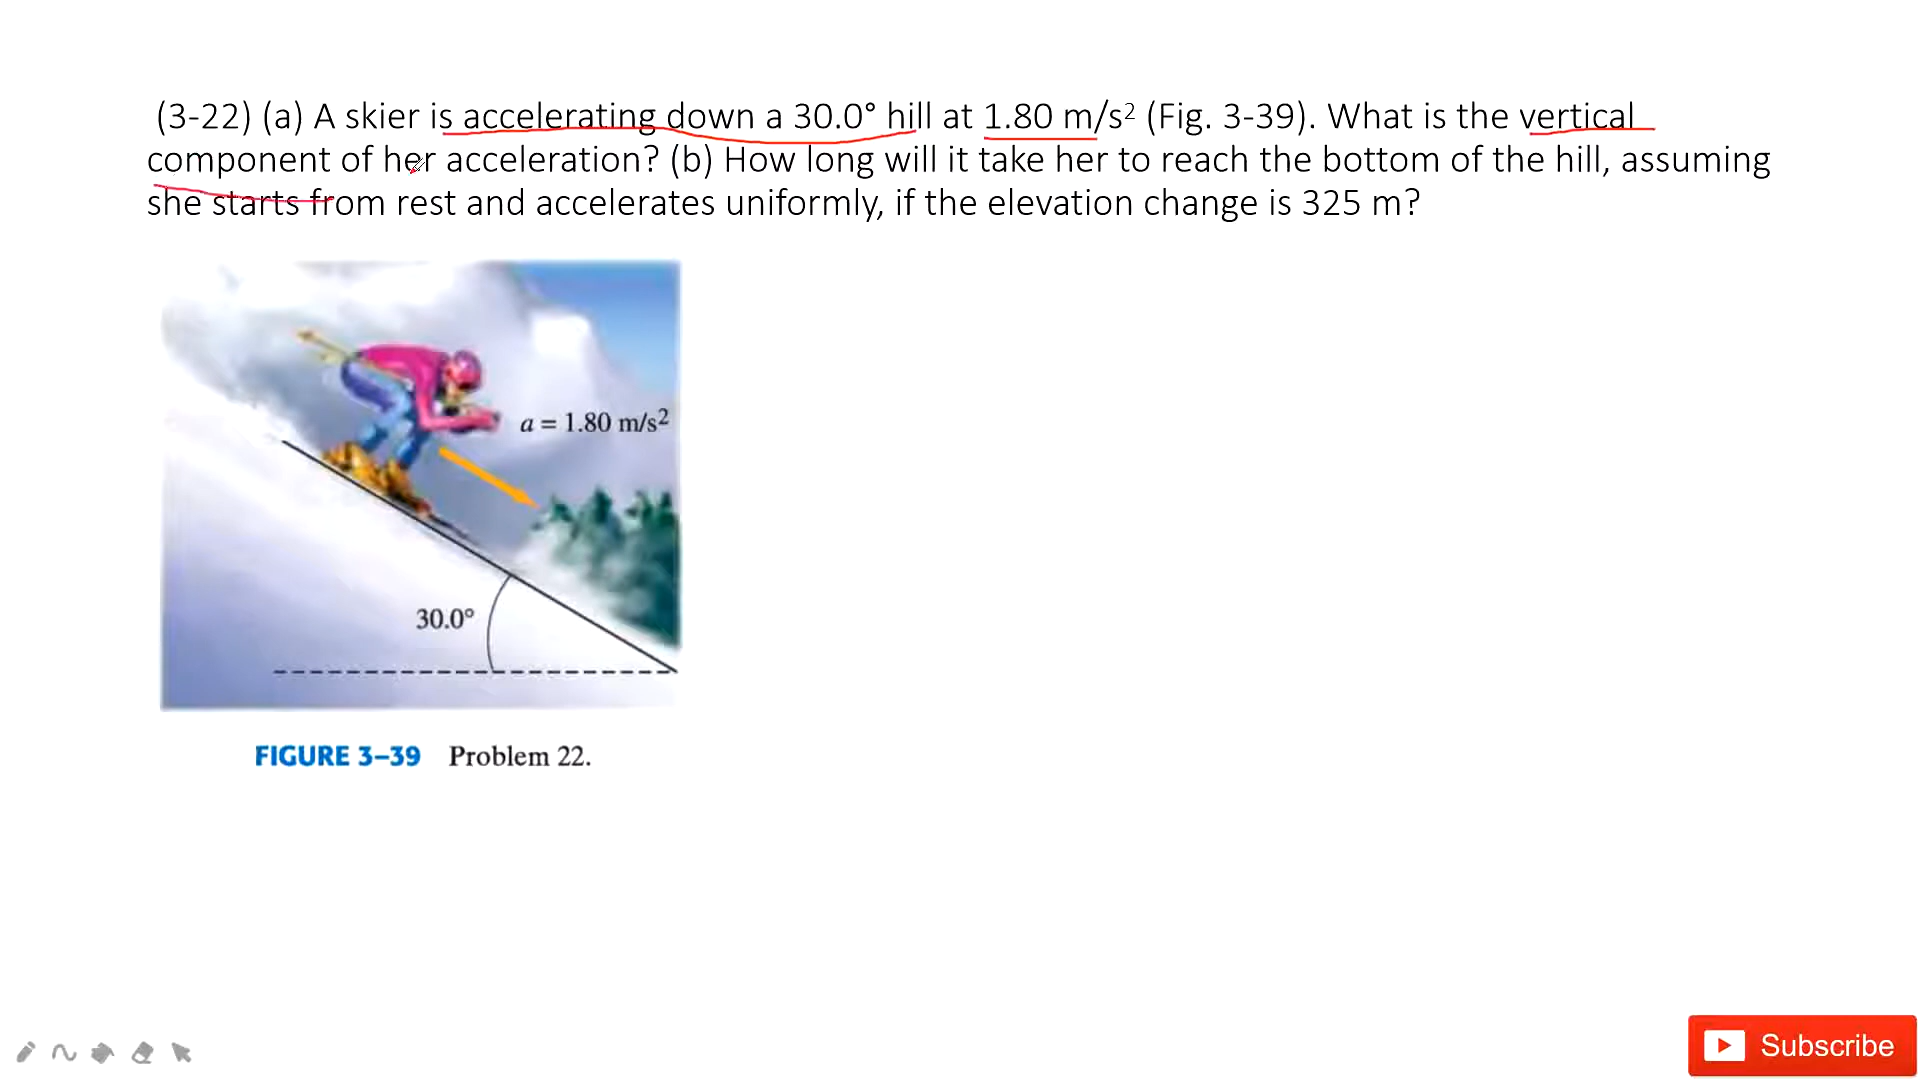 (3-22) (a) A skier is accelerating down a 30.0° hill at 1.80 m/s² (Fig. 3-39). What is the vertical
component of her acceleration? (b) How long will it take her to reach the bottom of the hill, assuming
she starts from rest and accelerates uniformly, if the elevation change is 325 m?
a = 1.80 m/s²
30.0°
FIGURE 3–39 Problem 22.
Subscribe